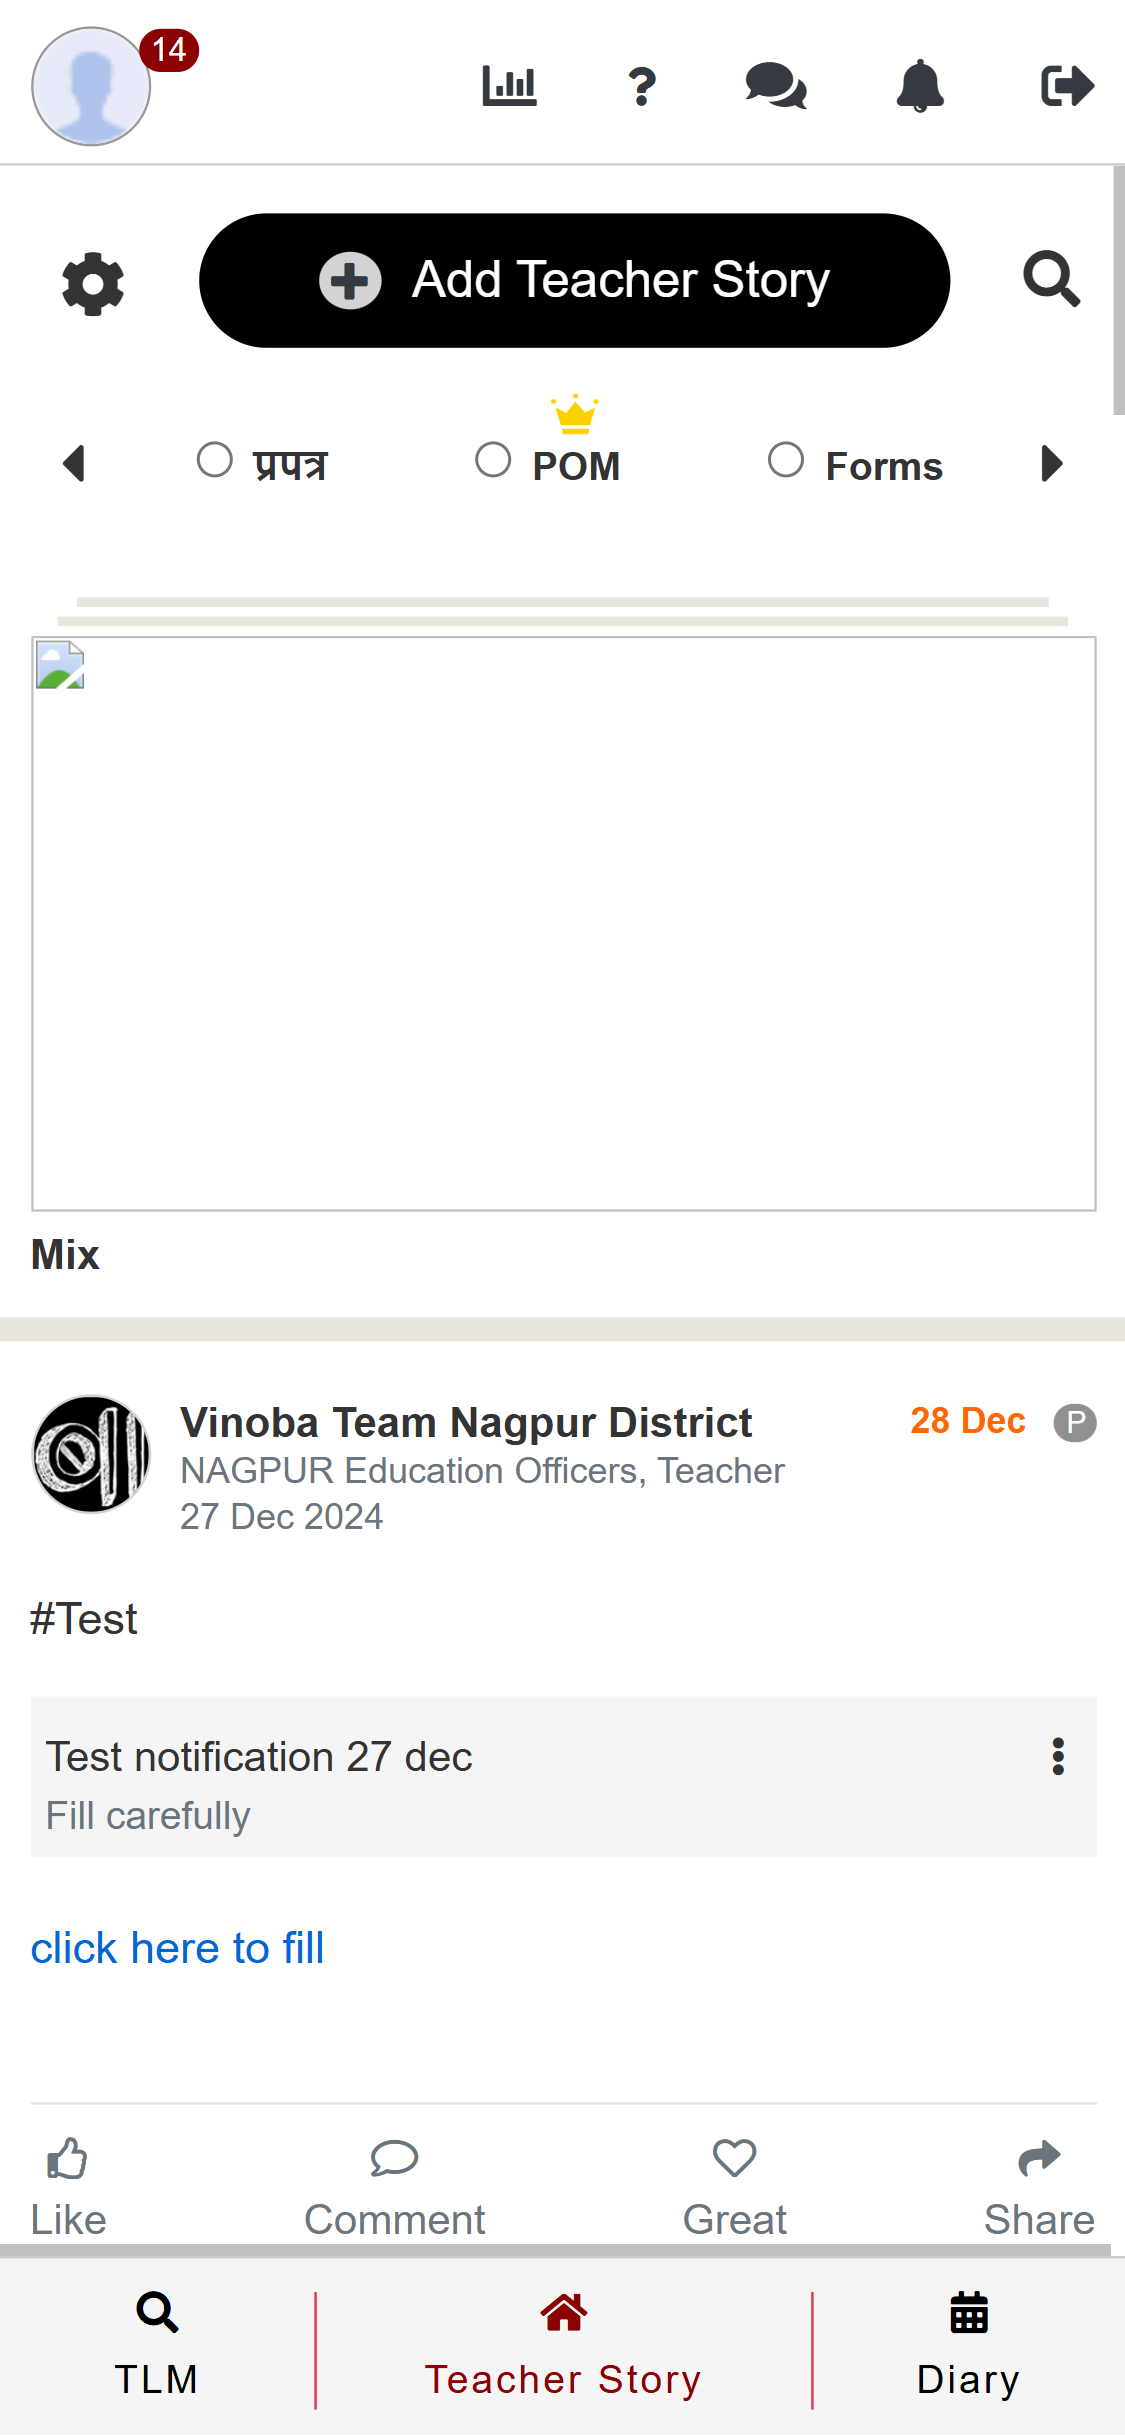 14
Add Teacher Story
प्रपत्र
POM
Forms
Mix
Vinoba Team Nagpur District
28 Dec
P
NAGPUR Education Officers, Teacher
27 Dec 2024
#Test
Test notification 27 dec
Fill carefully
click here to fill
Like
Comment
Great
Share
TLM
Teacher Story
Diary